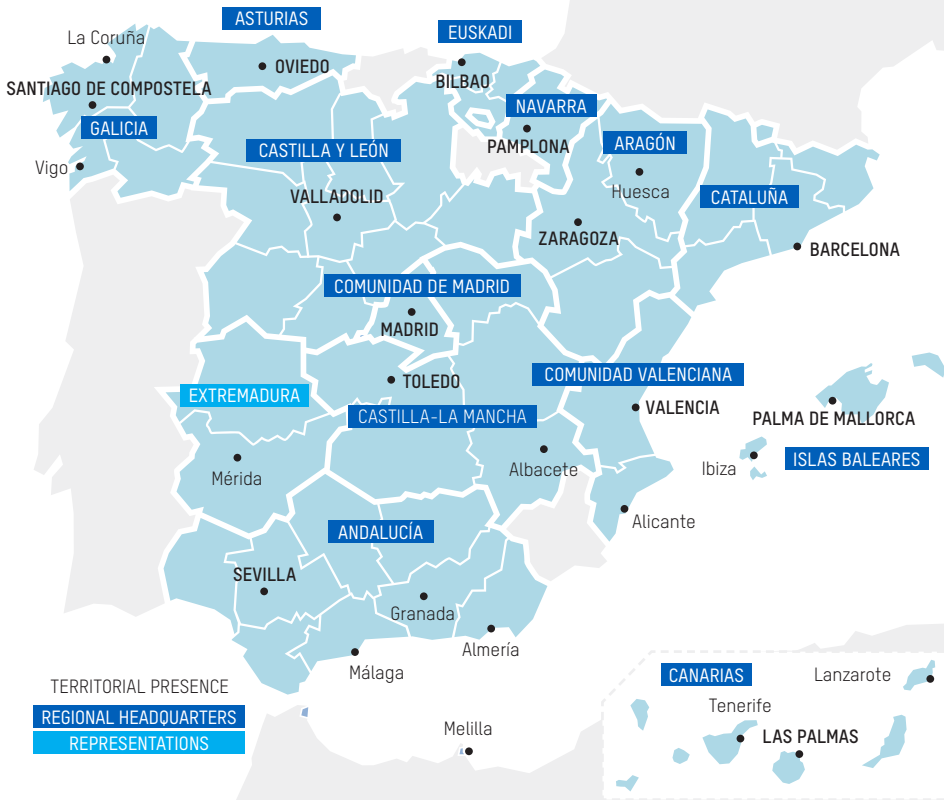 ASTURIAS
EUSKADI
La Coruña
OVIEDO
BILBAO
SANTIAGO DE COMPOSTELA
NAVARRA
GALICIA
PAMPLONA
ARAGÓN
CASTILLA Y LEÓN
Vigo
Huesca
VALLADOLID
CATALUÑA
ZARAGOZA
BARCELONA
COMUNIDAD DE MADRID
MADRID
COMUNIDAD VALENCIANA
TOLEDO
EXTREMADURA
VALENCIA
CASTILLA-LA MANCHA
PALMA DE MALLORCA
ISLAS BALEARES
Ibiza
Albacete
Mérida
Alicante
ANDALUCÍA
SEVILLA
Granada
Almería
Málaga
CANARIAS
Lanzarote
TERRITORIAL PRESENCE
REGIONAL HEADQUARTERS
REPRESENTATIONS
Tenerife
Melilla
LAS PALMAS